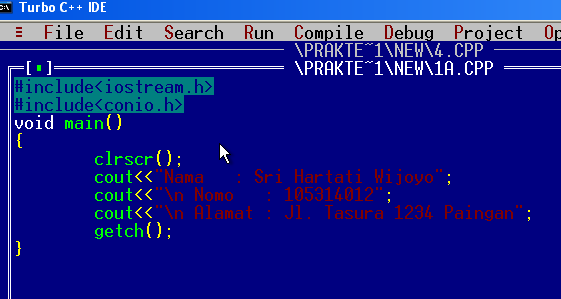 Turbo C++ IDE
≡ File Edit Search Run Compile Debug Project Op
\PRAKTE~1\NEW\4.CPP
[▪] \PRAKTE~1\NEW\1A.CPP
#include<iostream.h>
#include<conio.h>
void main()
{
clrscr();
cout<<"Nama : Sri Hartati Wijoyo";
cout<<"\n Nomo : 105314012";
cout<<"\n Alamat : Jl. Tasura 1234 Paingan";
getch();
}